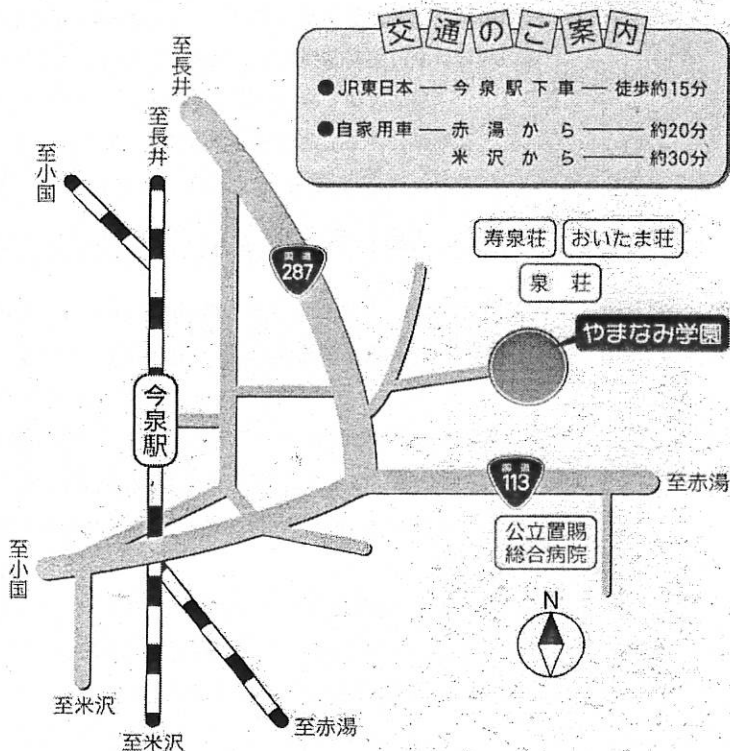 交通のご案内
●JR東日本 ― 今泉駅下車 ― 徒歩約15分
●自家用車 ― 赤湯から ― 約20分
米沢から ― 約30分
至長井
至長井
至小国
国道
287
寿泉荘
おいたま荘
泉荘
やまなみ学園
今泉駅
国道
113
至赤湯
公立置賜
総合病院
至小国
N
至米沢
至米沢
至赤湯